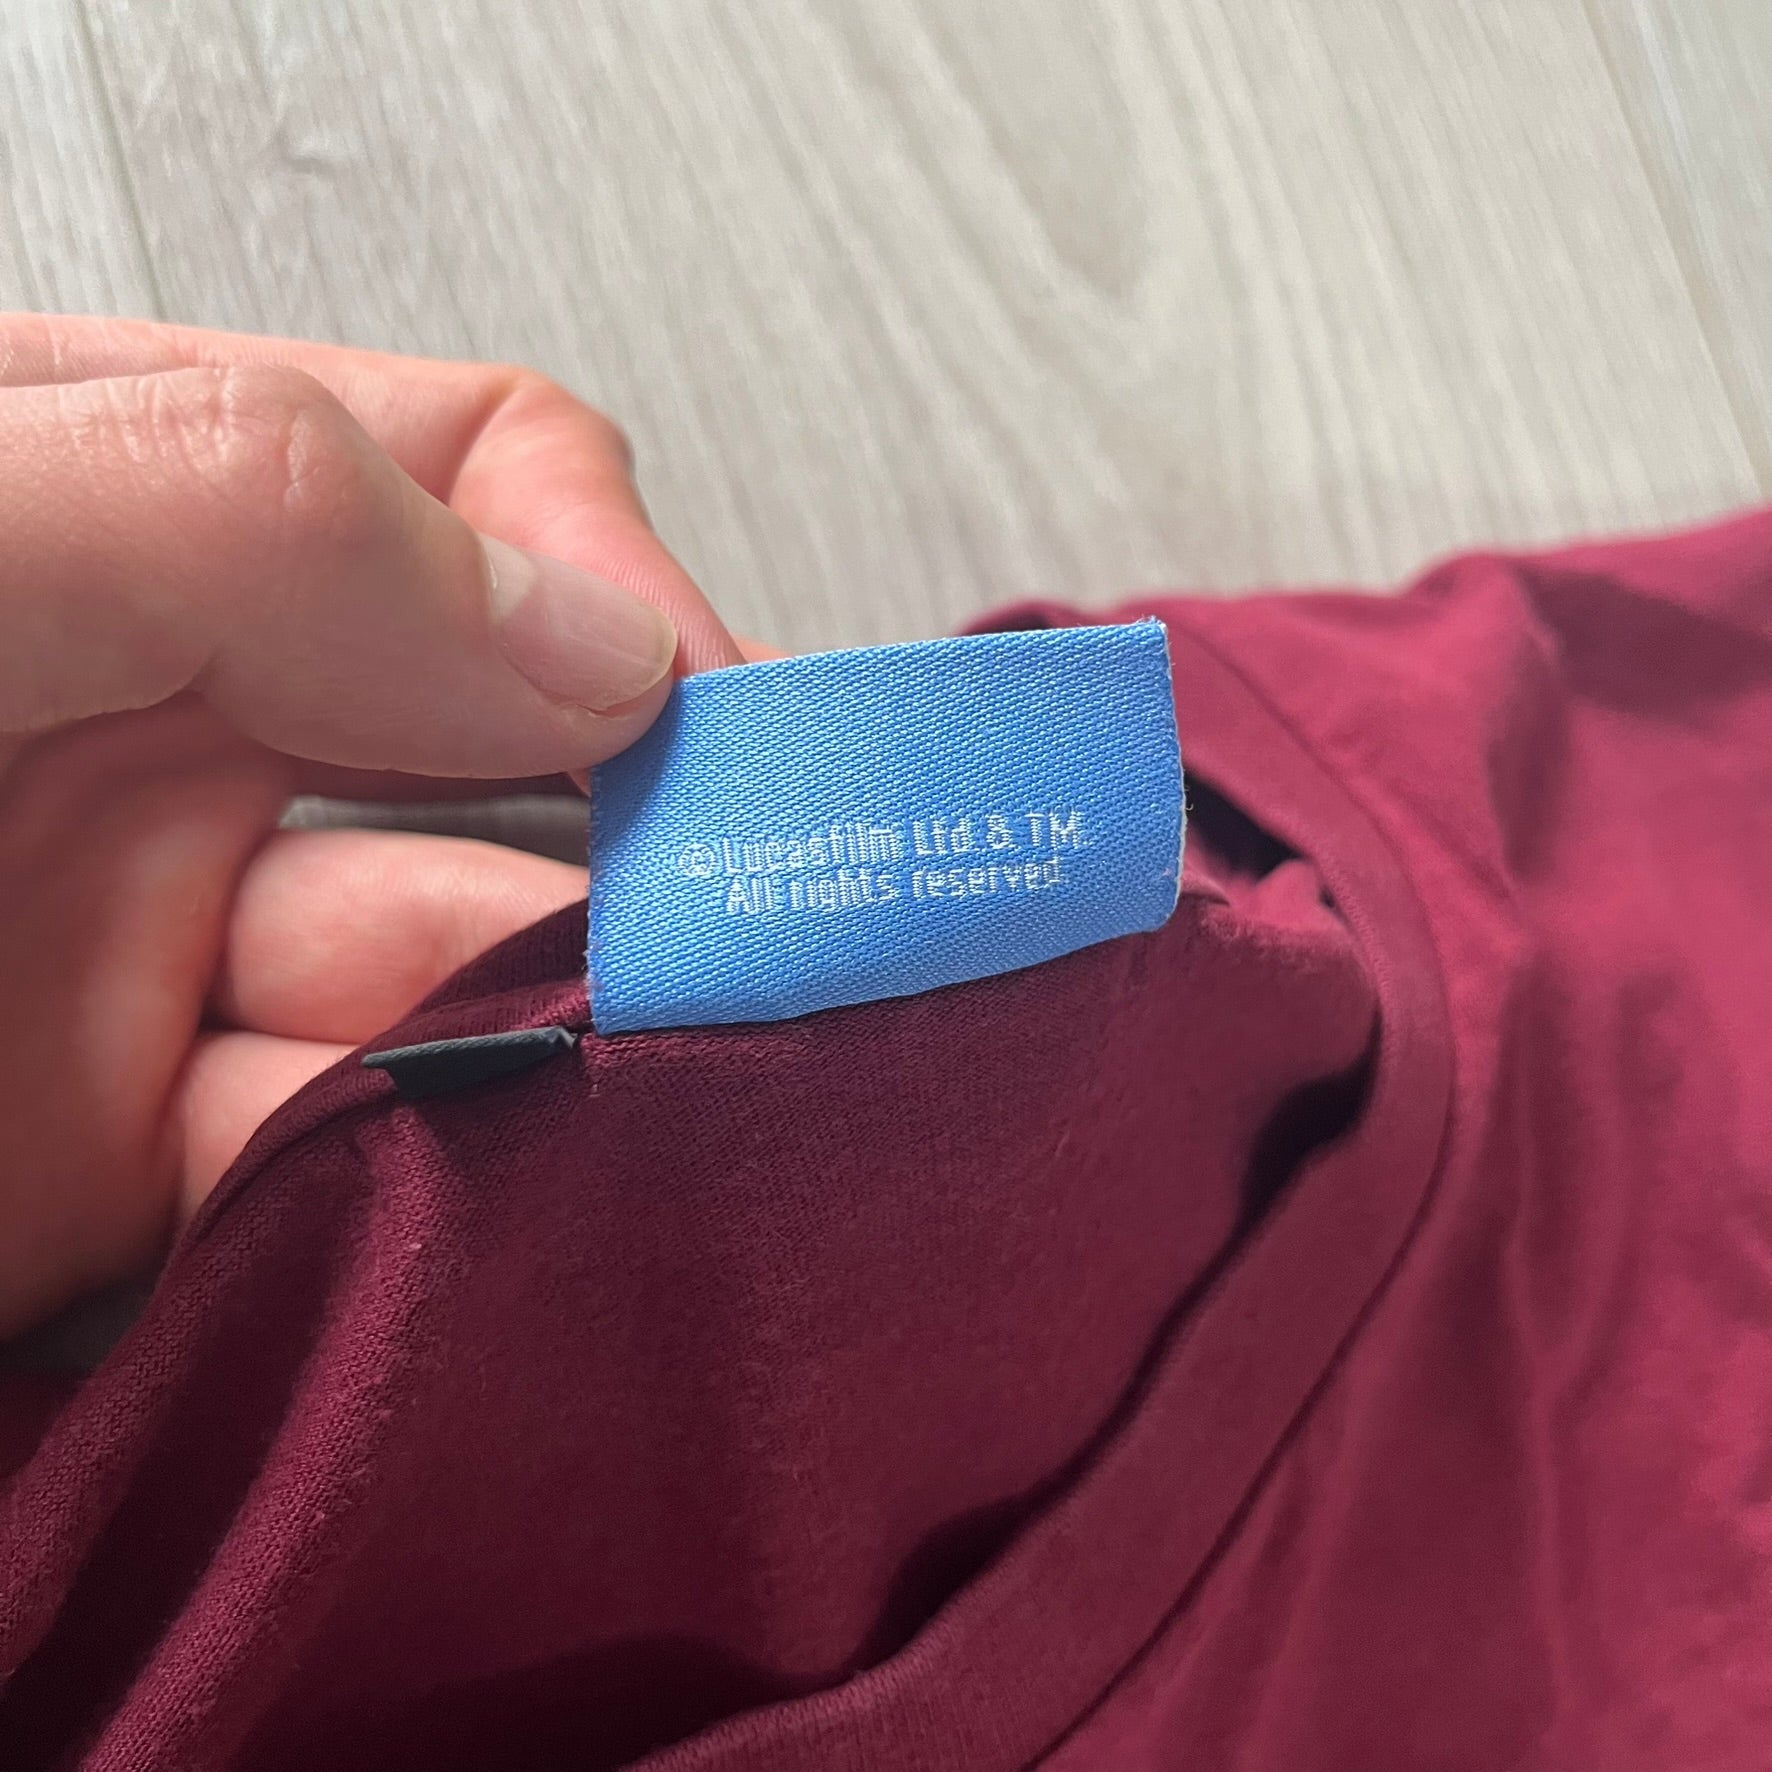 ©Lucasfilm Ltd. & TM.
All rights reserved